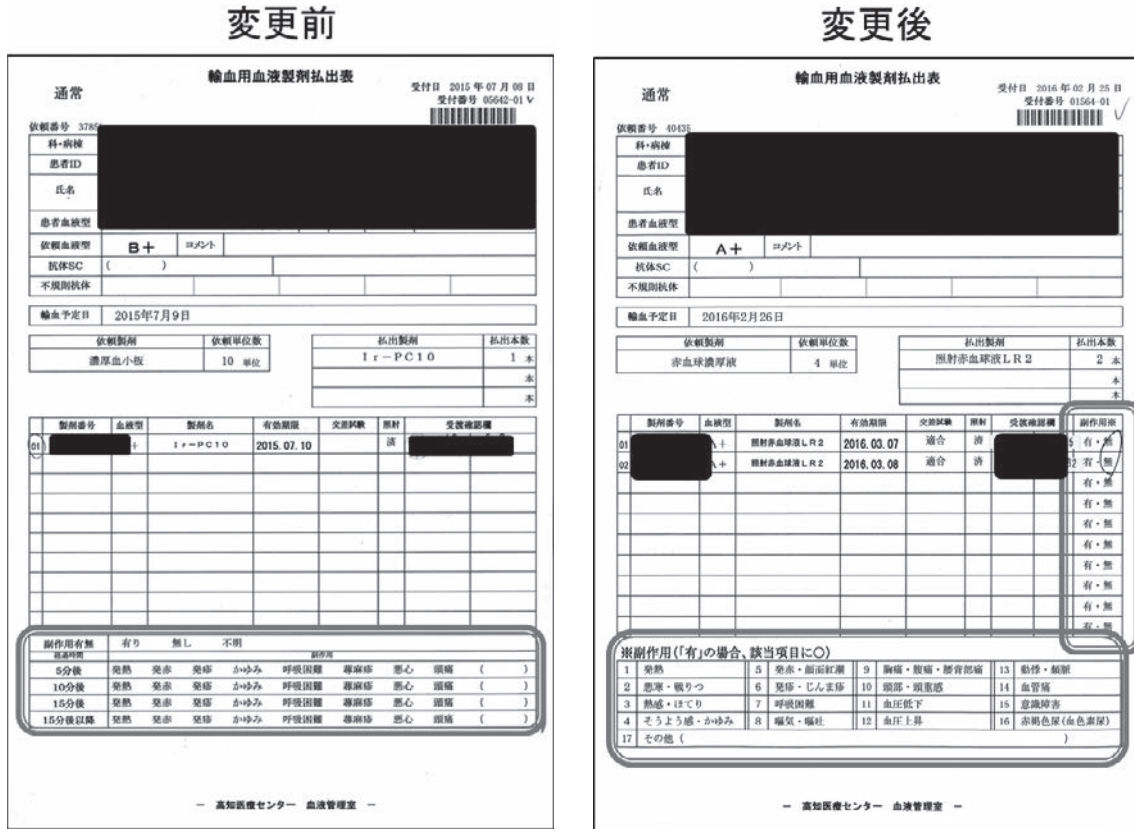 変更前
輸血用血液製剤払出表
通常
受付日 2015年07月08日
受付番号 05642-01
依頼番号 3785
科・病棟
患者ID
氏名
患者血液型
依頼血液型 B+ コメント
抗体SC ( )
不規則抗体
輸血予定日 2015年7月9日
依頼製剤 依頼単位数 払出製剤 払出本数
濃厚血小板 10 単位 Ir-PC10 1 本
本
本
製剤番号 血液型 製剤名 有効期限 交差試験 照射 受渡確認欄
01 + Ir-PC10 2015.07.10 済
副作用有無 有り 無し 不明
経過時間 副作用
5分後 発熱 発赤 発疹 かゆみ 呼吸困難 蕁麻疹 悪心 頭痛 ( )
10分後 発熱 発赤 発疹 かゆみ 呼吸困難 蕁麻疹 悪心 頭痛 ( )
15分後 発熱 発赤 発疹 かゆみ 呼吸困難 蕁麻疹 悪心 頭痛 ( )
15分後以降 発熱 発赤 発疹 かゆみ 呼吸困難 蕁麻疹 悪心 頭痛 ( )
― 高知医療センター 血液管理室 ―
変更後
輸血用血液製剤払出表
通常
受付日 2016年02月25日
受付番号 01564-01
依頼番号 40435
科・病棟
患者ID
氏名
患者血液型
依頼血液型 A+ コメント
抗体SC ( )
不規則抗体
輸血予定日 2016年2月26日
依頼製剤 依頼単位数 払出製剤 払出本数
赤血球濃厚液 4 単位 照射赤血球液LR2 2 本
本
本
製剤番号 血液型 製剤名 有効期限 交差試験 照射 受渡確認欄 副作用※
01 A+ 照射赤血球液LR2 2016.03.07 適合 済 5 有・無
02 A+ 照射赤血球液LR2 2016.03.08 適合 済 2 有・無
有・無
有・無
有・無
有・無
有・無
有・無
有・無
有・無
※副作用(「有」の場合、該当項目に○)
1 発熱 5 発赤・顔面紅潮 9 胸痛・腹痛・腰背部痛 13 動悸・頻脈
2 悪寒・戦りつ 6 発疹・じんま疹 10 頭部・頭重感 14 血管痛
3 熱感・ほてり 7 呼吸困難 11 血圧低下 15 意識障害
4 そうよう感・かゆみ 8 嘔気・嘔吐 12 血圧上昇 16 赤褐色尿(血色素尿)
17 その他 ( )
― 高知医療センター 血液管理室 ―